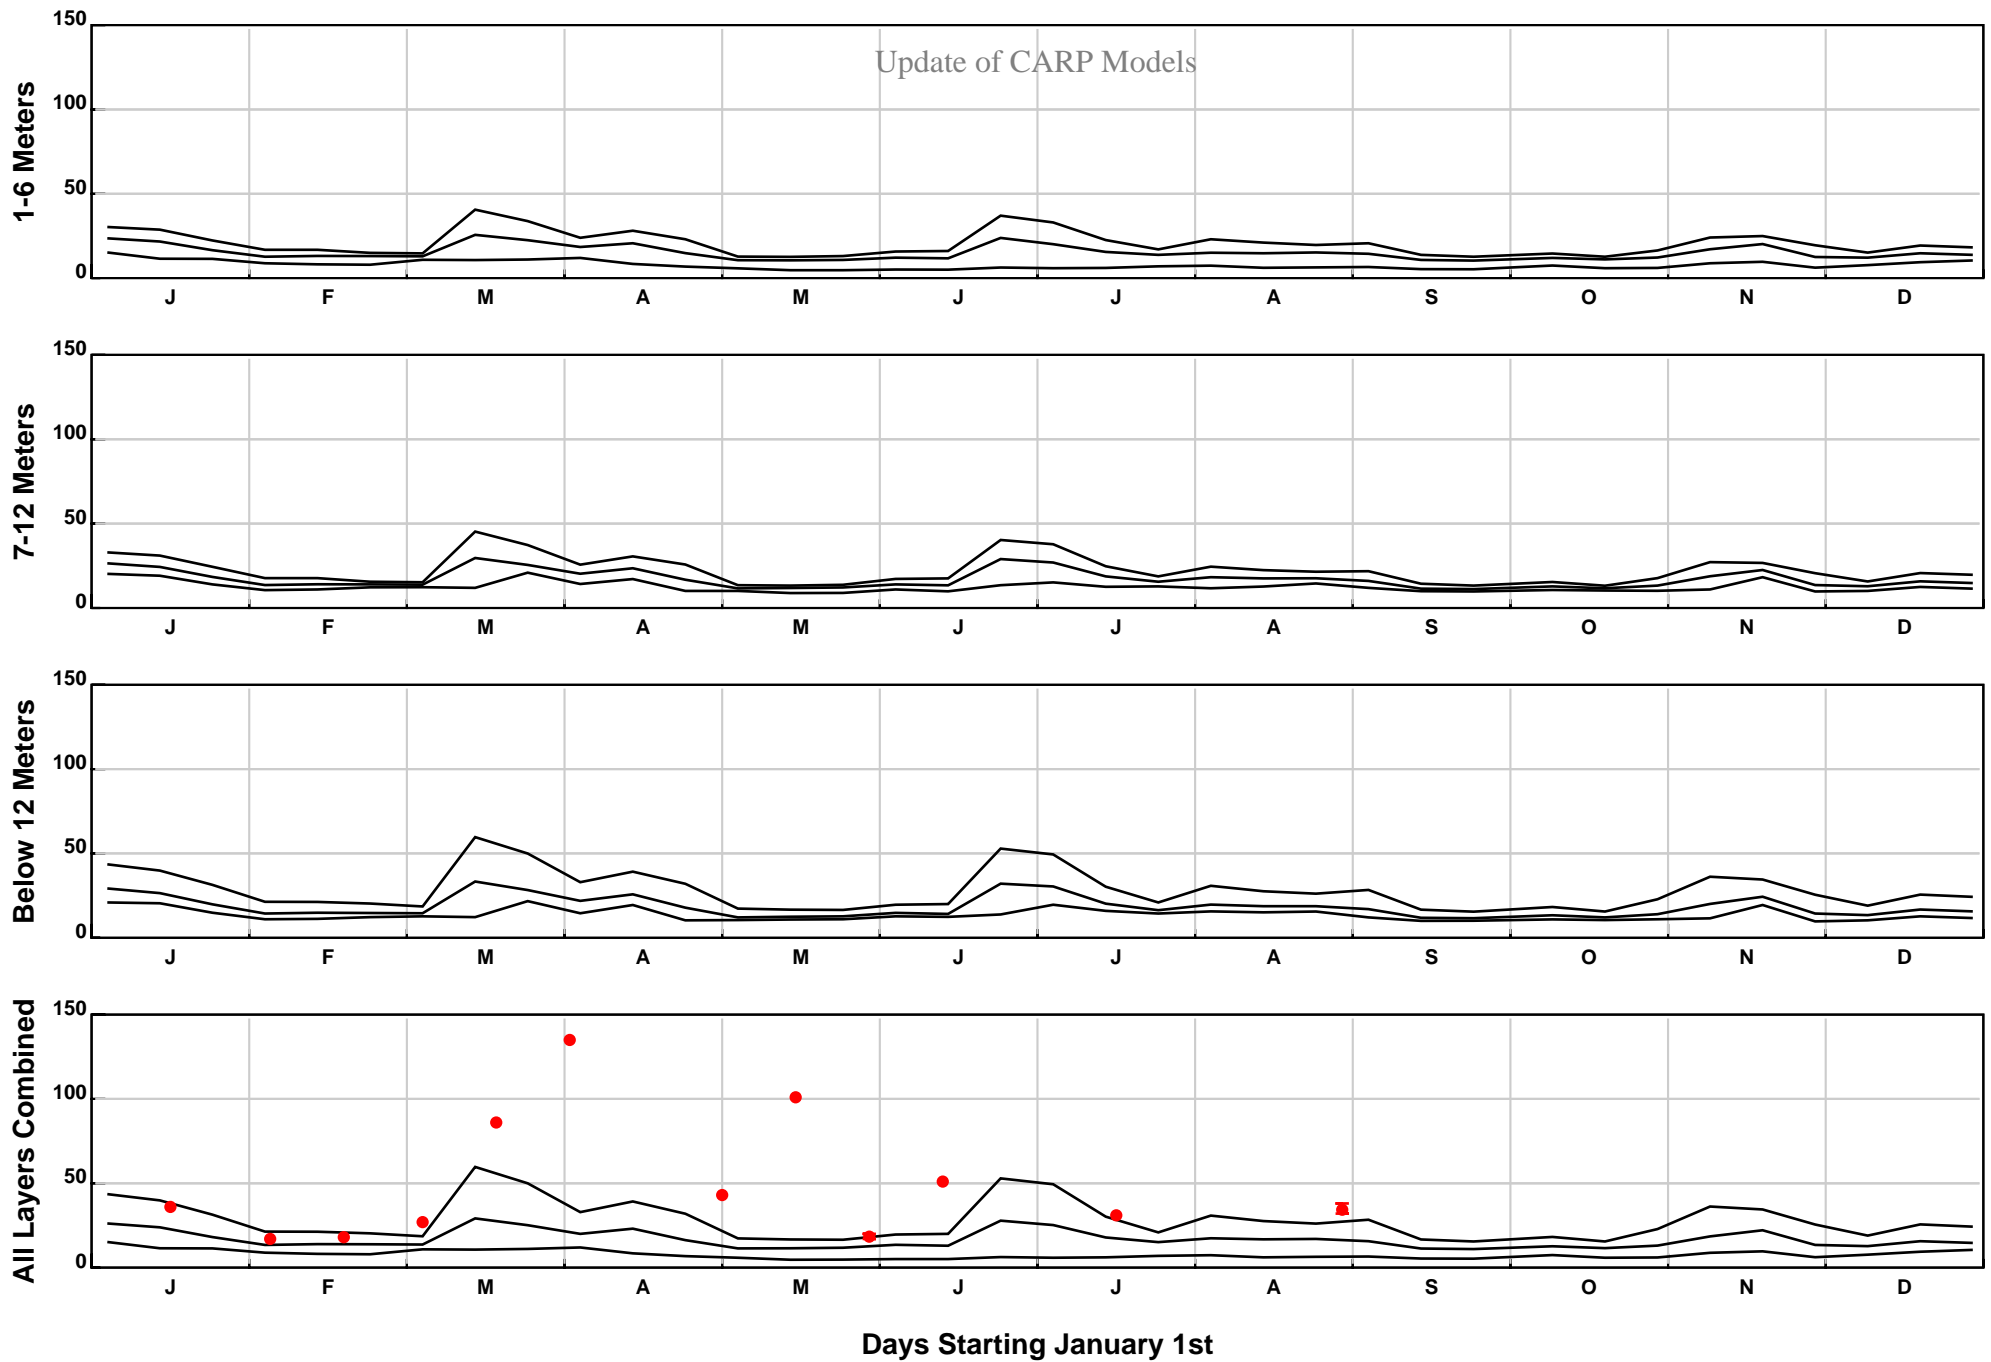 Update of CARP Models
1-6 Meters
150
100
50
0
J F M A M J J A S O N D
7-12 Meters
150
100
50
0
J F M A M J J A S O N D
Below 12 Meters
150
100
50
0
J F M A M J J A S O N D
All Layers Combined
150
100
50
0
J F M A M J J A S O N D
Days Starting January 1st